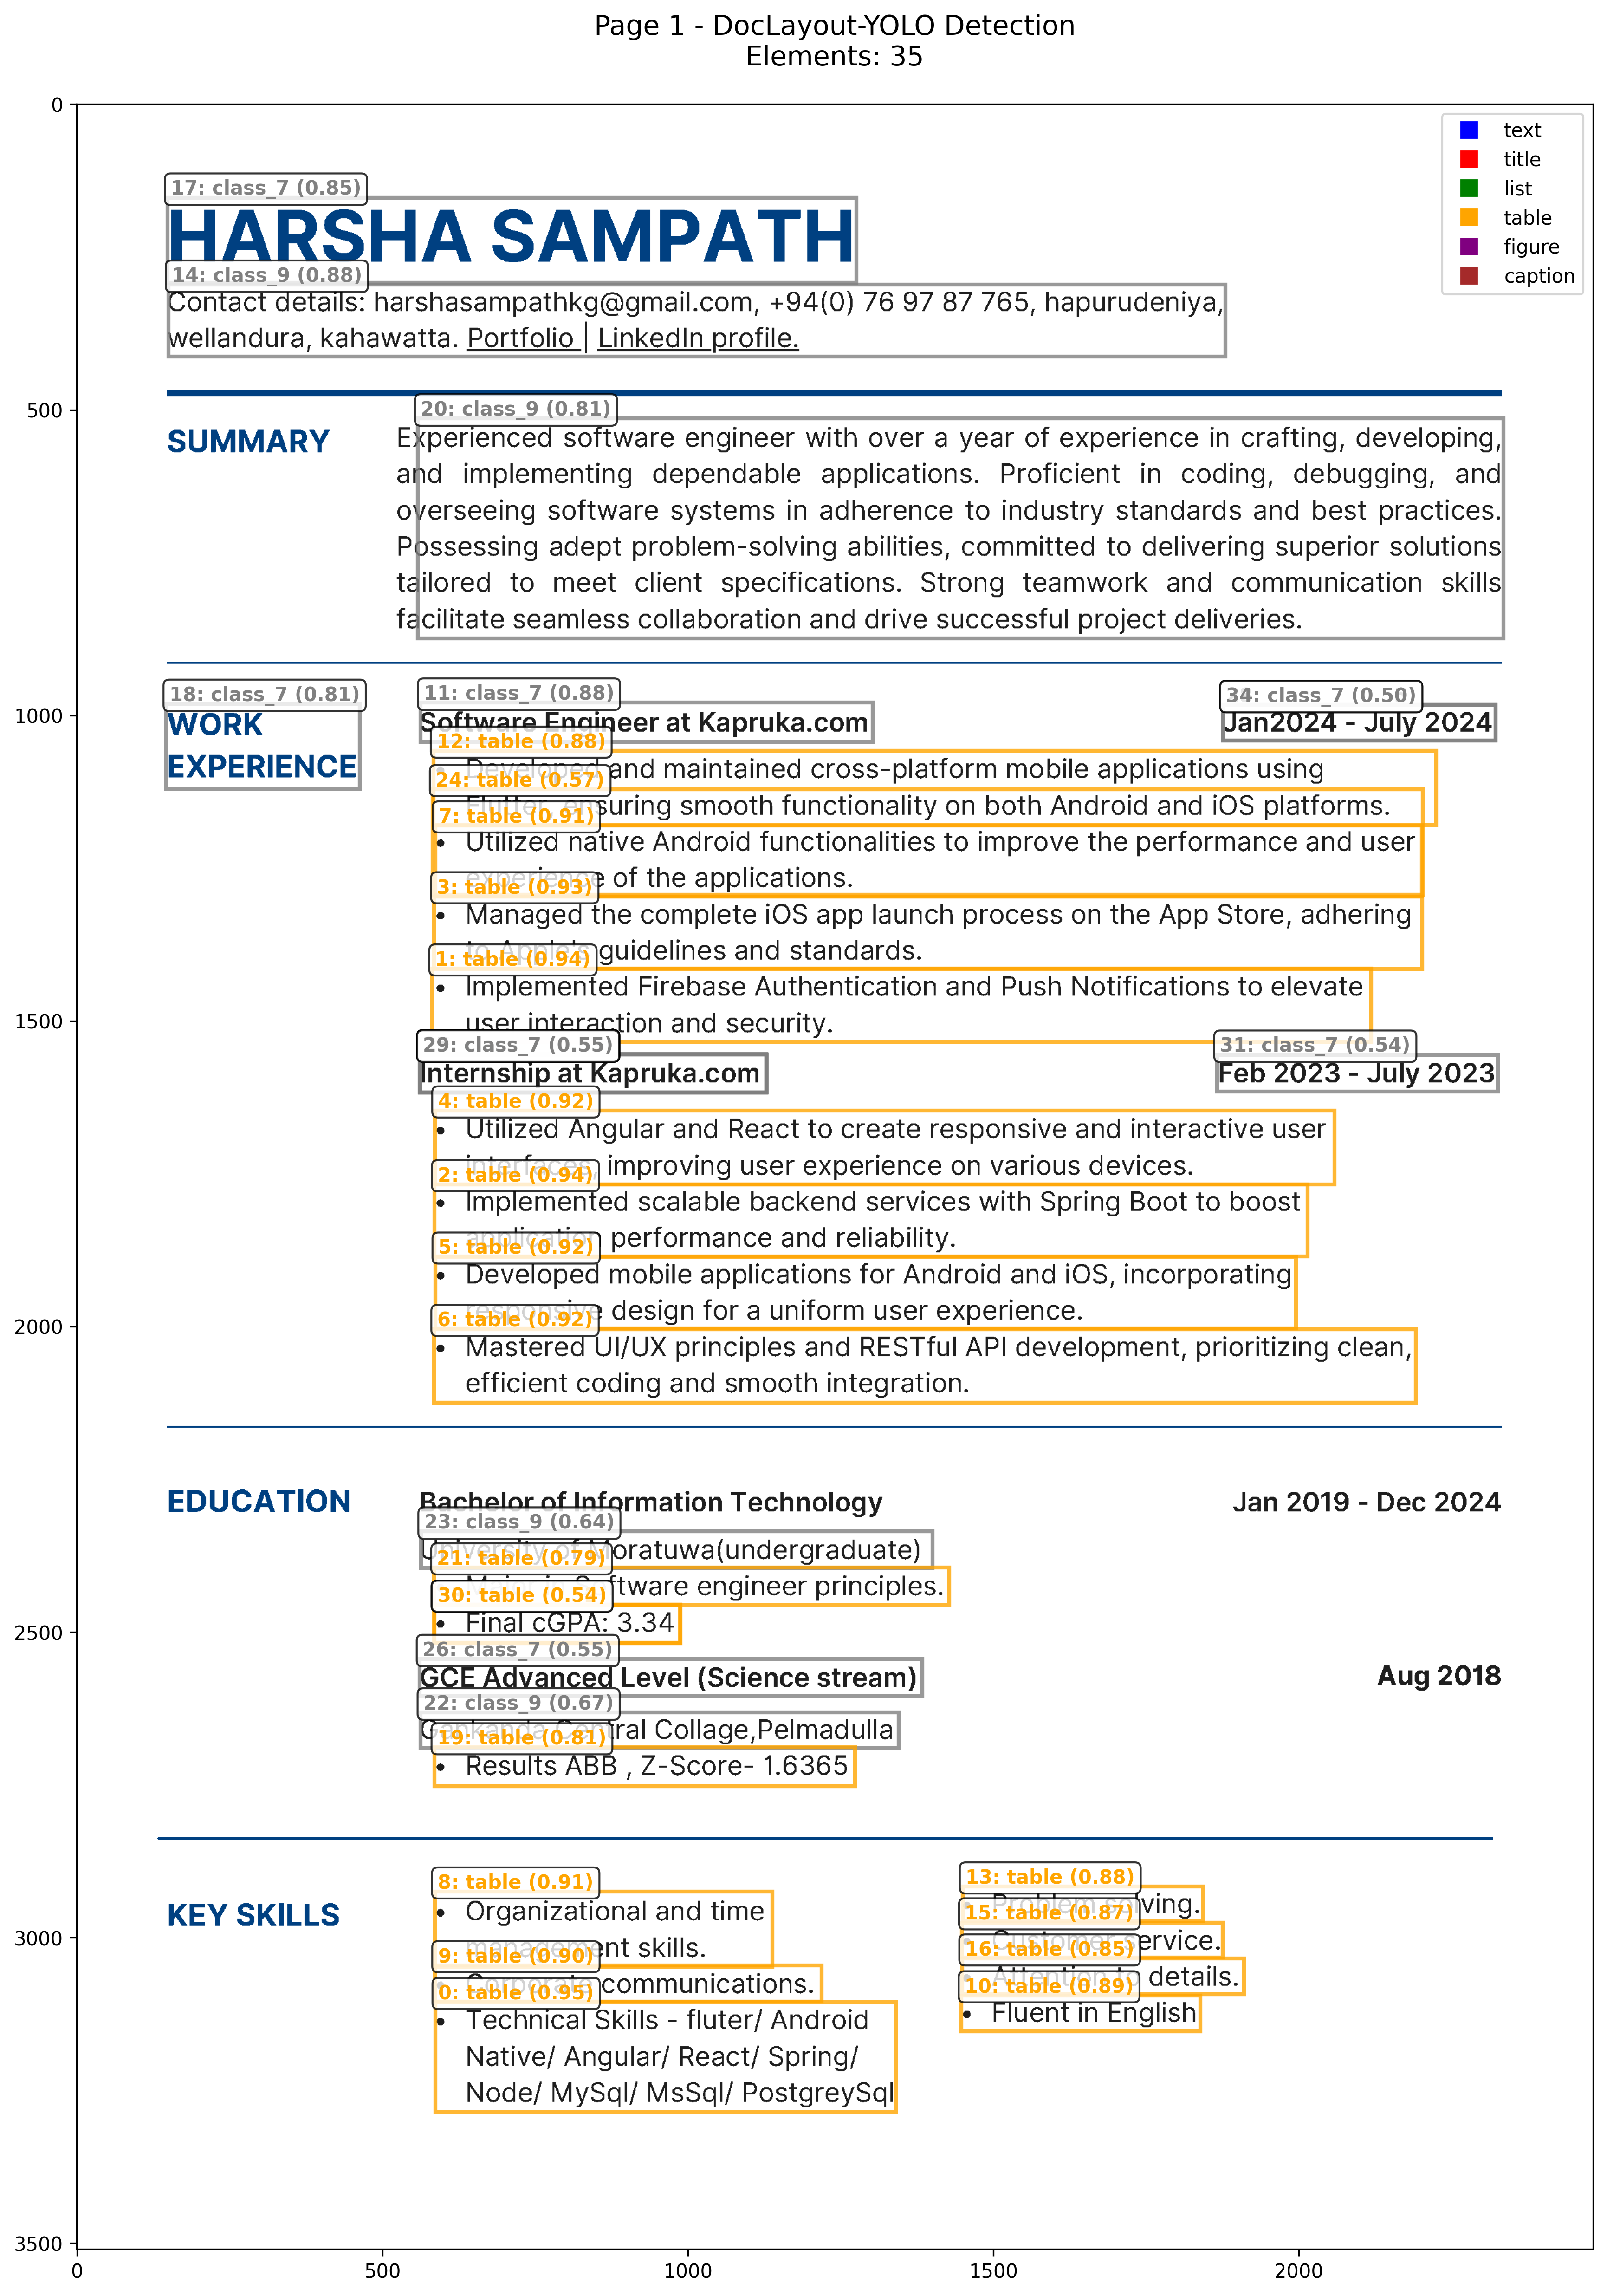 Page 1 - DocLayout-YOLO Detection
Elements: 35
0
text
title
list
table
figure
caption
17: class_7 (0.85)
HARSHA SAMPATH
14: class_9 (0.88)
Contact details: harshasampathkg@gmail.com, +94(0) 76 97 87 765, hapurudeniya,
wellandura, kahawatta. Portfolio | LinkedIn profile.
500
20: class_9 (0.81)
SUMMARY
Experienced software engineer with over a year of experience in crafting, developing,
and implementing dependable applications. Proficient in coding, debugging, and
overseeing software systems in adherence to industry standards and best practices.
Possessing adept problem-solving abilities, committed to delivering superior solutions
tailored to meet client specifications. Strong teamwork and communication skills
facilitate seamless collaboration and drive successful project deliveries.
18: class_7 (0.81)
11: class_7 (0.88)
34: class_7 (0.50)
1000
WORK
EXPERIENCE
Software Engineer at Kapruka.com
Jan2024 - July 2024
12: table (0.88)
Developed and maintained cross-platform mobile applications using
24: table (0.57)
Flutter, ensuring smooth functionality on both Android and iOS platforms.
7: table (0.91)
• Utilized native Android functionalities to improve the performance and user
experience of the applications.
3: table (0.93)
• Managed the complete iOS app launch process on the App Store, adhering
to Apple's guidelines and standards.
1: table (0.94)
• Implemented Firebase Authentication and Push Notifications to elevate
1500
user interaction and security.
29: class_7 (0.55)
31: class_7 (0.54)
Internship at Kapruka.com
Feb 2023 - July 2023
4: table (0.92)
• Utilized Angular and React to create responsive and interactive user
interfaces, improving user experience on various devices.
2: table (0.94)
• Implemented scalable backend services with Spring Boot to boost
application performance and reliability.
5: table (0.92)
• Developed mobile applications for Android and iOS, incorporating
responsive design for a uniform user experience.
6: table (0.92)
2000
• Mastered UI/UX principles and RESTful API development, prioritizing clean,
efficient coding and smooth integration.
EDUCATION
Bachelor of Information Technology
Jan 2019 - Dec 2024
23: class_9 (0.64)
University of Moratuwa(undergraduate)
21: table (0.79)
Software engineer principles.
30: table (0.54)
• Final cGPA: 3.34
2500
26: class_7 (0.55)
GCE Advanced Level (Science stream)
Aug 2018
22: class_9 (0.67)
Central Collage,Pelmadulla
19: table (0.81)
• Results ABB , Z-Score- 1.6365
KEY SKILLS
8: table (0.91)
• Organizational and time
management skills.
9: table (0.90)
Corporate communications.
0: table (0.95)
• Technical Skills - fluter/ Android
Native/ Angular/ React/ Spring/
Node/ MySql/ MsSql/ PostgreySql
13: table (0.88)
Problem solving.
15: table (0.87)
Customer service.
16: table (0.85)
Attention to details.
10: table (0.89)
• Fluent in English
3000
3500
0
500
1000
1500
2000